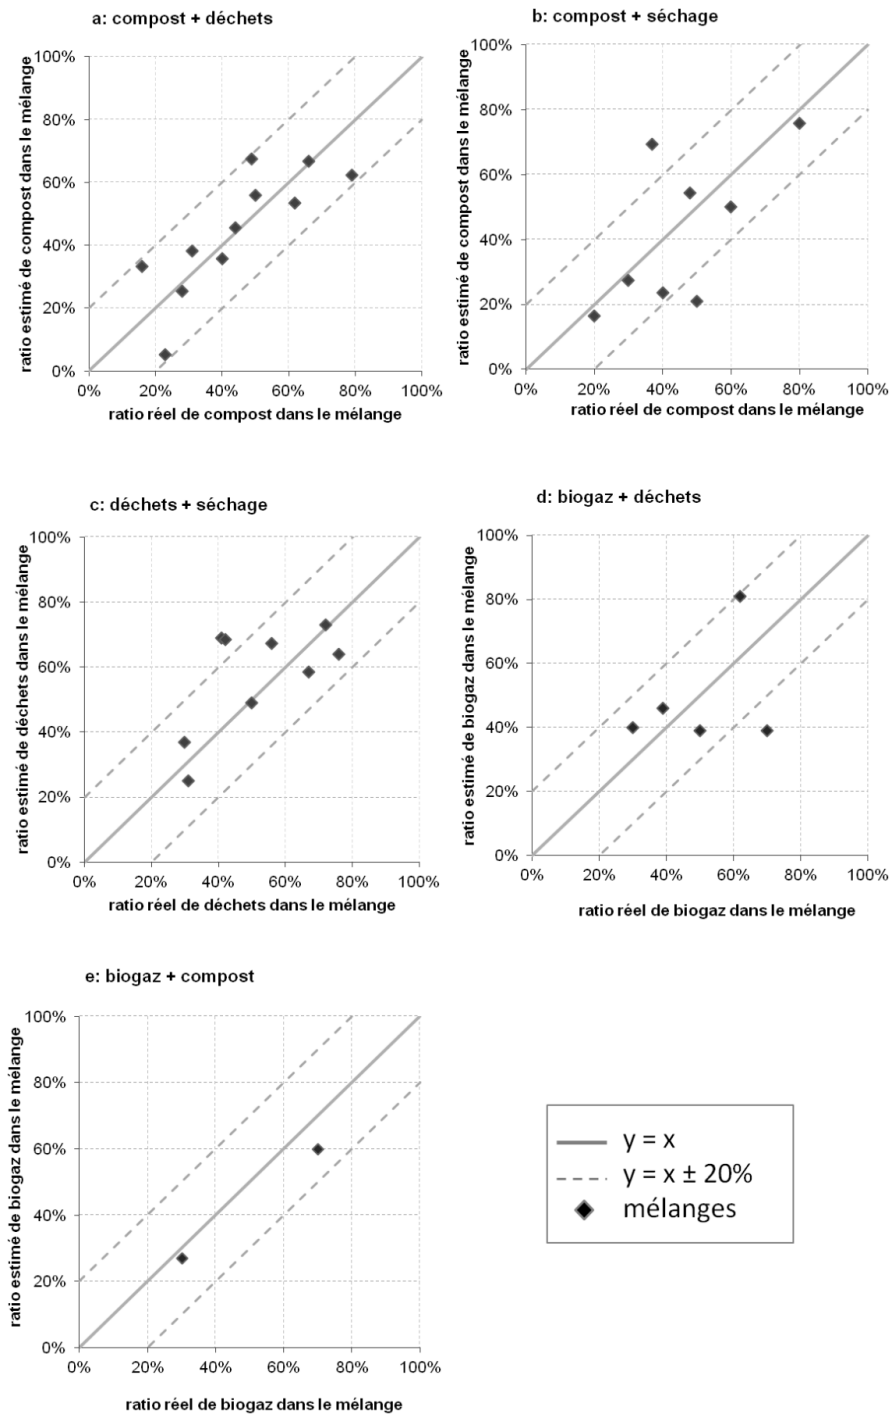 a: compost + déchets
ratio estimé de compost dans le mélange
100%
80%
60%
40%
20%
0%
0% 20% 40% 60% 80% 100%
ratio réel de compost dans le mélange
b: compost + séchage
ratio estimé de compost dans le mélange
100%
80%
60%
40%
20%
0%
0% 20% 40% 60% 80% 100%
ratio réel de compost dans le mélange
c: déchets + séchage
ratio estimé de déchets dans le mélange
100%
80%
60%
40%
20%
0%
0% 20% 40% 60% 80% 100%
ratio réel de déchets dans le mélange
d: biogaz + déchets
ratio estimé de biogaz dans le mélange
100%
80%
60%
40%
20%
0%
0% 20% 40% 60% 80% 100%
ratio réel de biogaz dans le mélange
e: biogaz + compost
ratio estimé de biogaz dans le mélange
100%
80%
60%
40%
20%
0%
0% 20% 40% 60% 80% 100%
ratio réel de biogaz dans le mélange
y = x
y = x ± 20%
mélanges